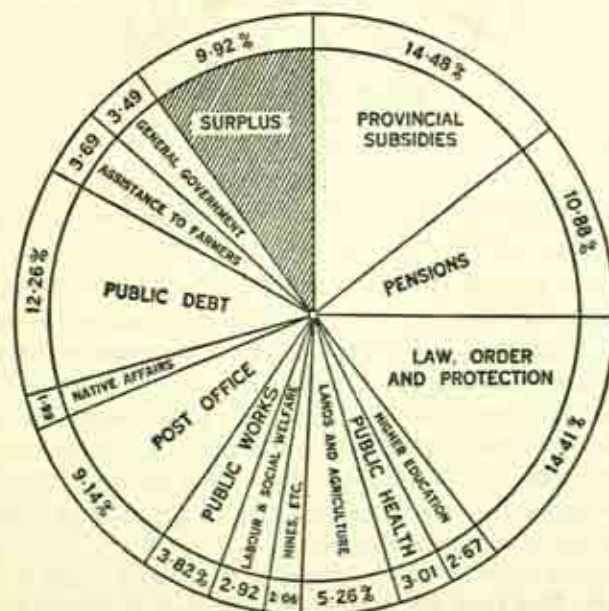 9·92%
SURPLUS
14·48%
PROVINCIAL
SUBSIDIES
10·88%
PENSIONS
14·41%
LAW, ORDER
AND PROTECTION
2·67
HIGHER EDUCATION
3·01
PUBLIC HEALTH
5·26%
LANDS AND AGRICULTURE
2·06
MINES, ETC.
2·92
LABOUR & SOCIAL WELFARE
3·82%
PUBLIC WORKS
9·14%
POST OFFICE
1·99
NATIVE AFFAIRS
12·26%
PUBLIC DEBT
3·69
ASSISTANCE TO FARMERS
3·49
GENERAL GOVERNMENT